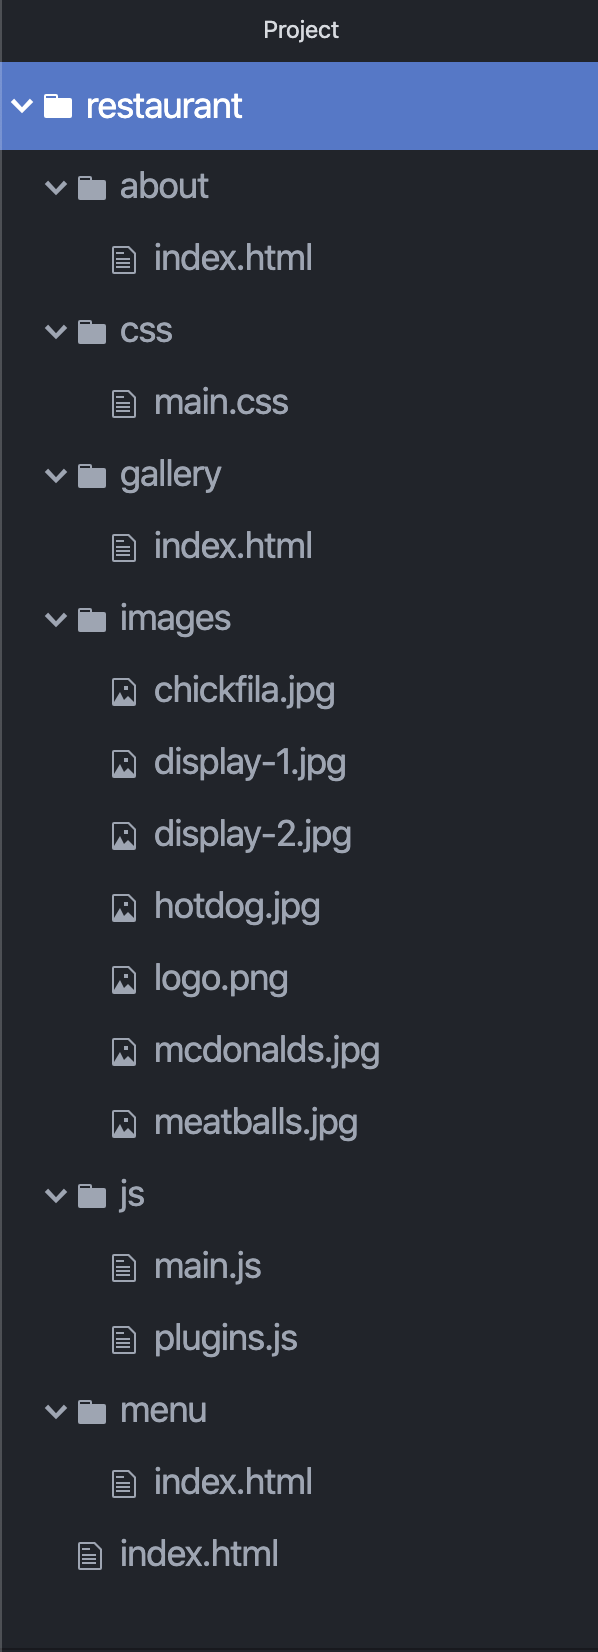 Project
restaurant
about
index.html
css
main.css
gallery
index.html
images
chickfila.jpg
display-1.jpg
display-2.jpg
hotdog.jpg
logo.png
mcdonalds.jpg
meatballs.jpg
js
main.js
plugins.js
menu
index.html
index.html